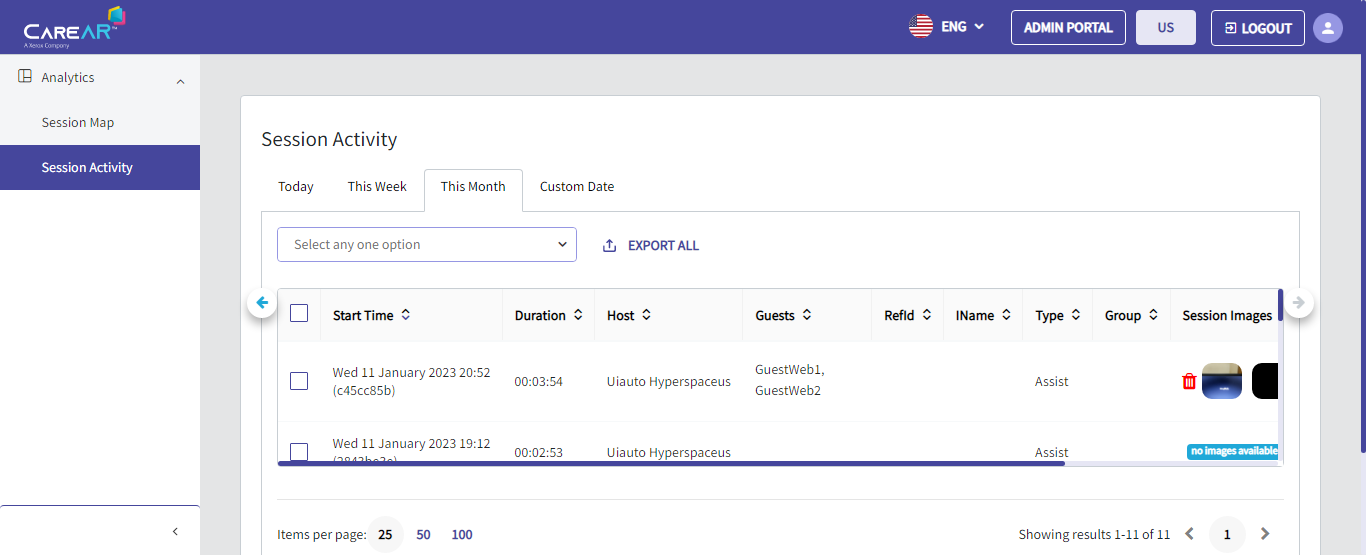 CAREAR™
A Xerox Company
ENG
ADMIN PORTAL
US
LOGOUT
Analytics
Session Map
Session Activity
Session Activity
Today
This Week
This Month
Custom Date
Select any one option
EXPORT ALL
Start Time
Duration
Host
Guests
RefId
IName
Type
Group
Session Images
Wed 11 January 2023 20:52
(c45cc85b)
00:03:54
Uiauto Hyperspaceus
GuestWeb1,
GuestWeb2
Assist
Wed 11 January 2023 19:12
00:02:53
Uiauto Hyperspaceus
Assist
no images available
Items per page:
25
50
100
Showing results 1-11 of 11
1